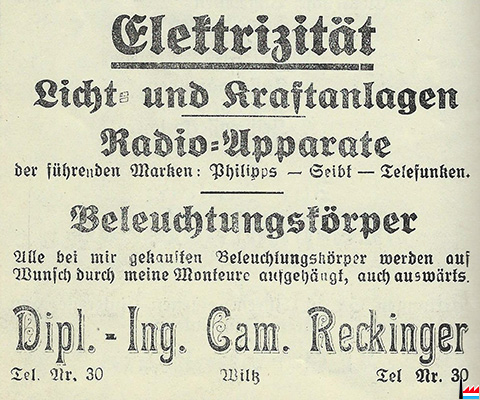 Elektrizität
Licht= und Kraftanlagen
Radio=Apparate
der führenden Marken: Philipps — Seibt — Telefunken.
Beleuchtungskörper
Alle bei mir gekauften Beleuchtungskörper werden auf
Wunsch durch meine Monteure aufgehängt, auch auswärts.
Dipl.-Ing. Cam. Reckinger
Tel. Nr. 30 Wiltz Tel Nr. 30